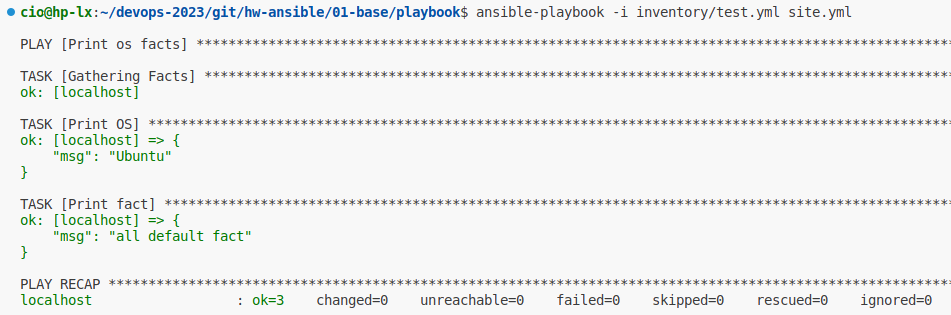 cio@hp-lx:~/devops-2023/git/hw-ansible/01-base/playbook$ ansible-playbook -i inventory/test.yml site.yml
PLAY [Print os facts] ****************************************************************************************************
TASK [Gathering Facts] ***************************************************************************************************
ok: [localhost]
TASK [Print OS] **********************************************************************************************************
ok: [localhost] => {
    "msg": "Ubuntu"
}
TASK [Print fact] ********************************************************************************************************
ok: [localhost] => {
    "msg": "all default fact"
}
PLAY RECAP ***************************************************************************************************************
localhost                  : ok=3    changed=0    unreachable=0    failed=0    skipped=0    rescued=0    ignored=0